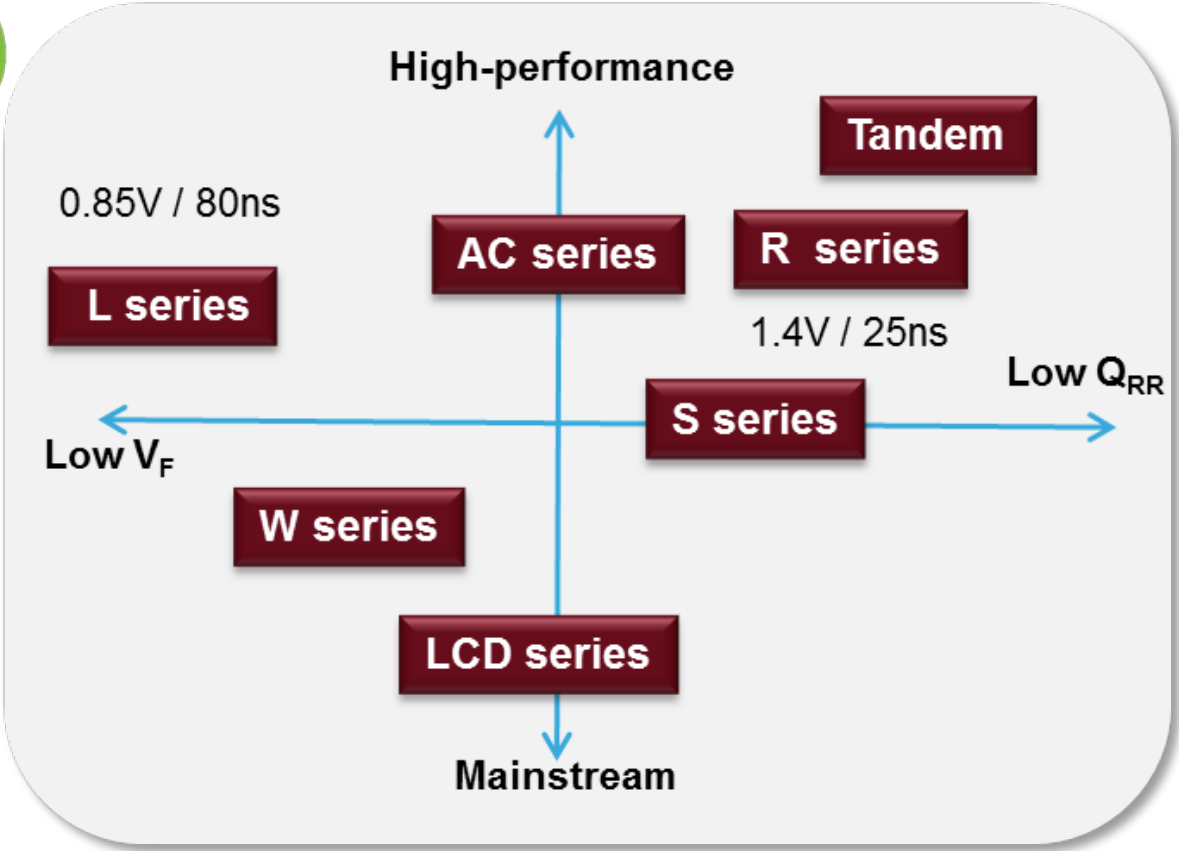 High-performance
Tandem
0.85V / 80ns
AC series
R series
L series
1.4V / 25ns
Low QRR
S series
Low VF
W series
LCD series
Mainstream